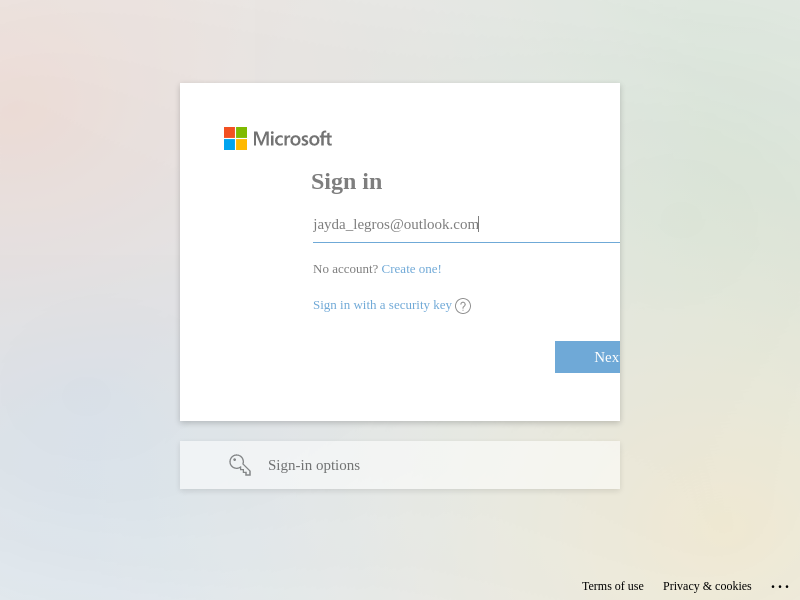 Microsoft
Sign in
jayda_legros@outlook.com
No account? Create one!
Sign in with a security key
Nex
Sign-in options
Terms of use Privacy & cookies